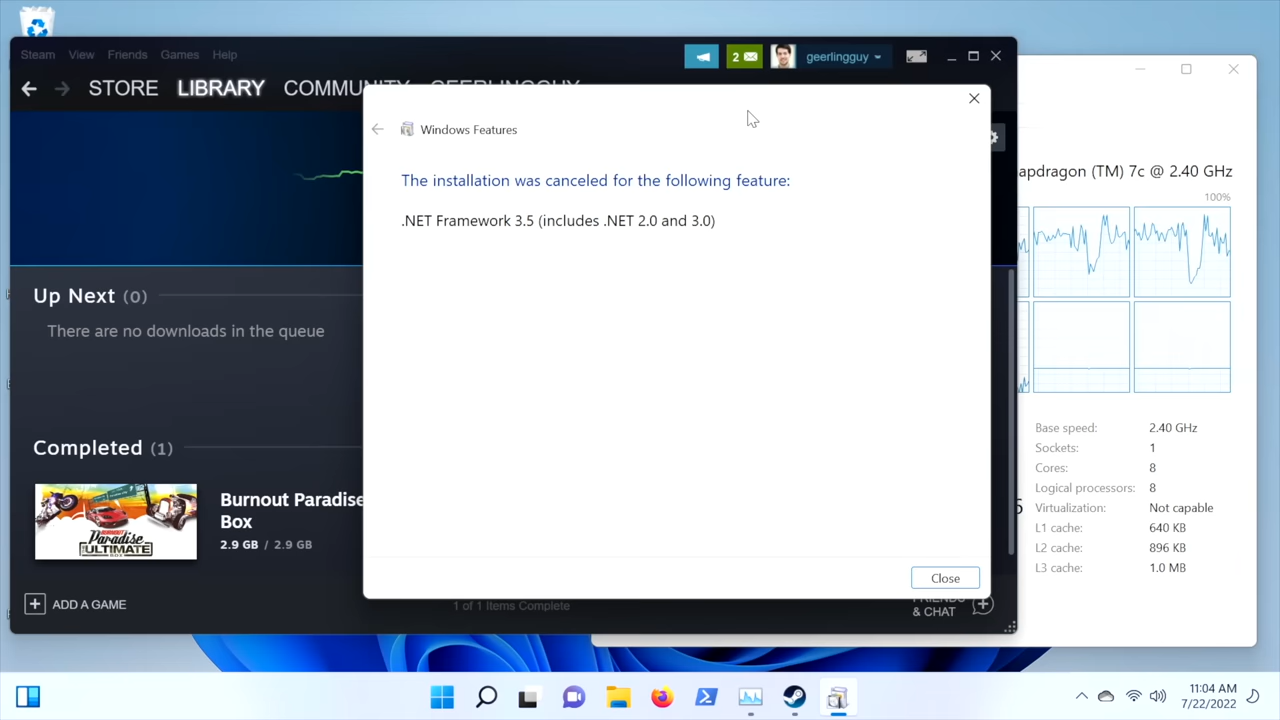 Steam View Friends Games Help
2
geerlingguy
STORE LIBRARY
Windows Features
The installation was canceled for the following feature:
.NET Framework 3.5 (includes .NET 2.0 and 3.0)
Close
Up Next (0)
There are no downloads in the queue
Completed (1)
Burnout Paradise
Box
2.9 GB / 2.9 GB
BURNOUT
Paradise
THE ULTIMATE BOX
ADD A GAME
1 of 1 Items Complete
& CHAT
apdragon (TM) 7c @ 2.40 GHz
100%
Base speed: 2.40 GHz
Sockets: 1
Cores: 8
Logical processors: 8
Virtualization: Not capable
L1 cache: 640 KB
L2 cache: 896 KB
L3 cache: 1.0 MB
11:04 AM
7/22/2022